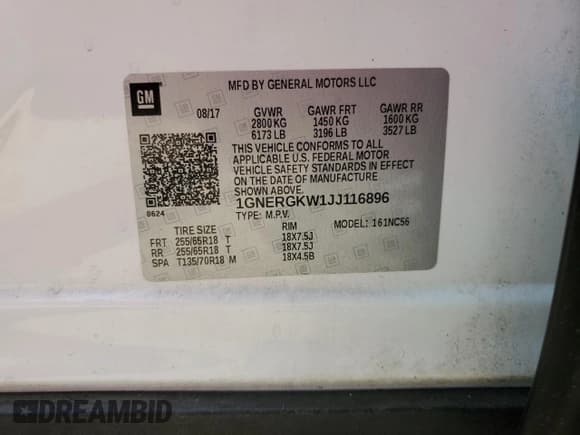 GM
MFD BY GENERAL MOTORS LLC
08/17 GVWR GAWR FRT GAWR RR
2800 KG 1450 KG 1600 KG
6173 LB 3196 LB 3527 LB
THIS VEHICLE CONFORMS TO ALL
APPLICABLE U.S. FEDERAL MOTOR
VEHICLE SAFETY STANDARDS IN EFFECT
ON THE DATE OF MANUFACTURE
SHOWN ABOVE.
1GNERGKW1JJ116896
0624
TYPE: M.P.V. MODEL: 161NC56
TIRE SIZE RIM
FRT 255/65R18 T 18X7.5J
RR 255/65R18 T 18X7.5J
SPA T135/70R18 M 18X4.5B
DREAMBID